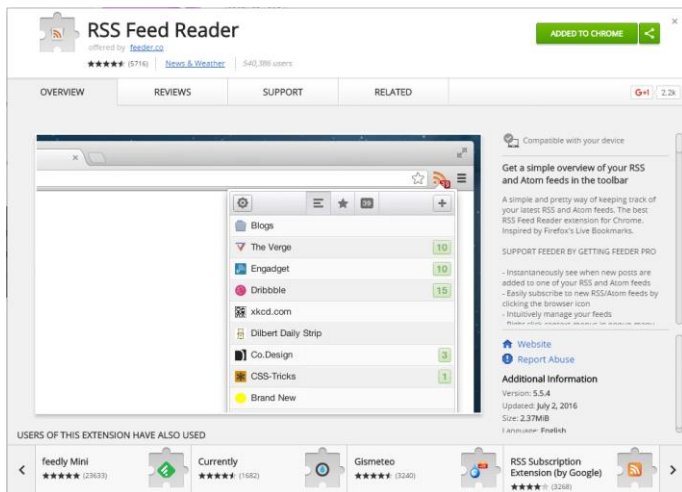 RSS Feed Reader
offered by feeder.co
(5716) News & Weather 540,386 users
ADDED TO CHROME
OVERVIEW REVIEWS SUPPORT RELATED
G+1 2.2k
Blogs
The Verge 10
Engadget 10
Dribbble 15
xkcd.com
Dilbert Daily Strip
Co.Design 3
CSS-Tricks 1
Brand New
Compatible with your device
Get a simple overview of your RSS
and Atom feeds in the toolbar
A simple and pretty way of keeping track of
your latest RSS and Atom feeds. The best
RSS Feed Reader extension for Chrome.
Inspired by Firefox's Live Bookmarks.
SUPPORT FEEDER BY GETTING FEEDER PRO
- Instantaneously see when new posts are
added to one of your RSS and Atom feeds
- Easily subscribe to new RSS/Atom feeds by
clicking the browser icon
- Intuitively manage your feeds
Website
Report Abuse
Additional Information
Version: 5.5.4
Updated: July 2, 2016
Size: 2.37MiB
Language: English
USERS OF THIS EXTENSION HAVE ALSO USED
feedly Mini
(23633)
Currently
(1682)
Gismeteo
(3240)
RSS Subscription
Extension (by Google)
(3268)